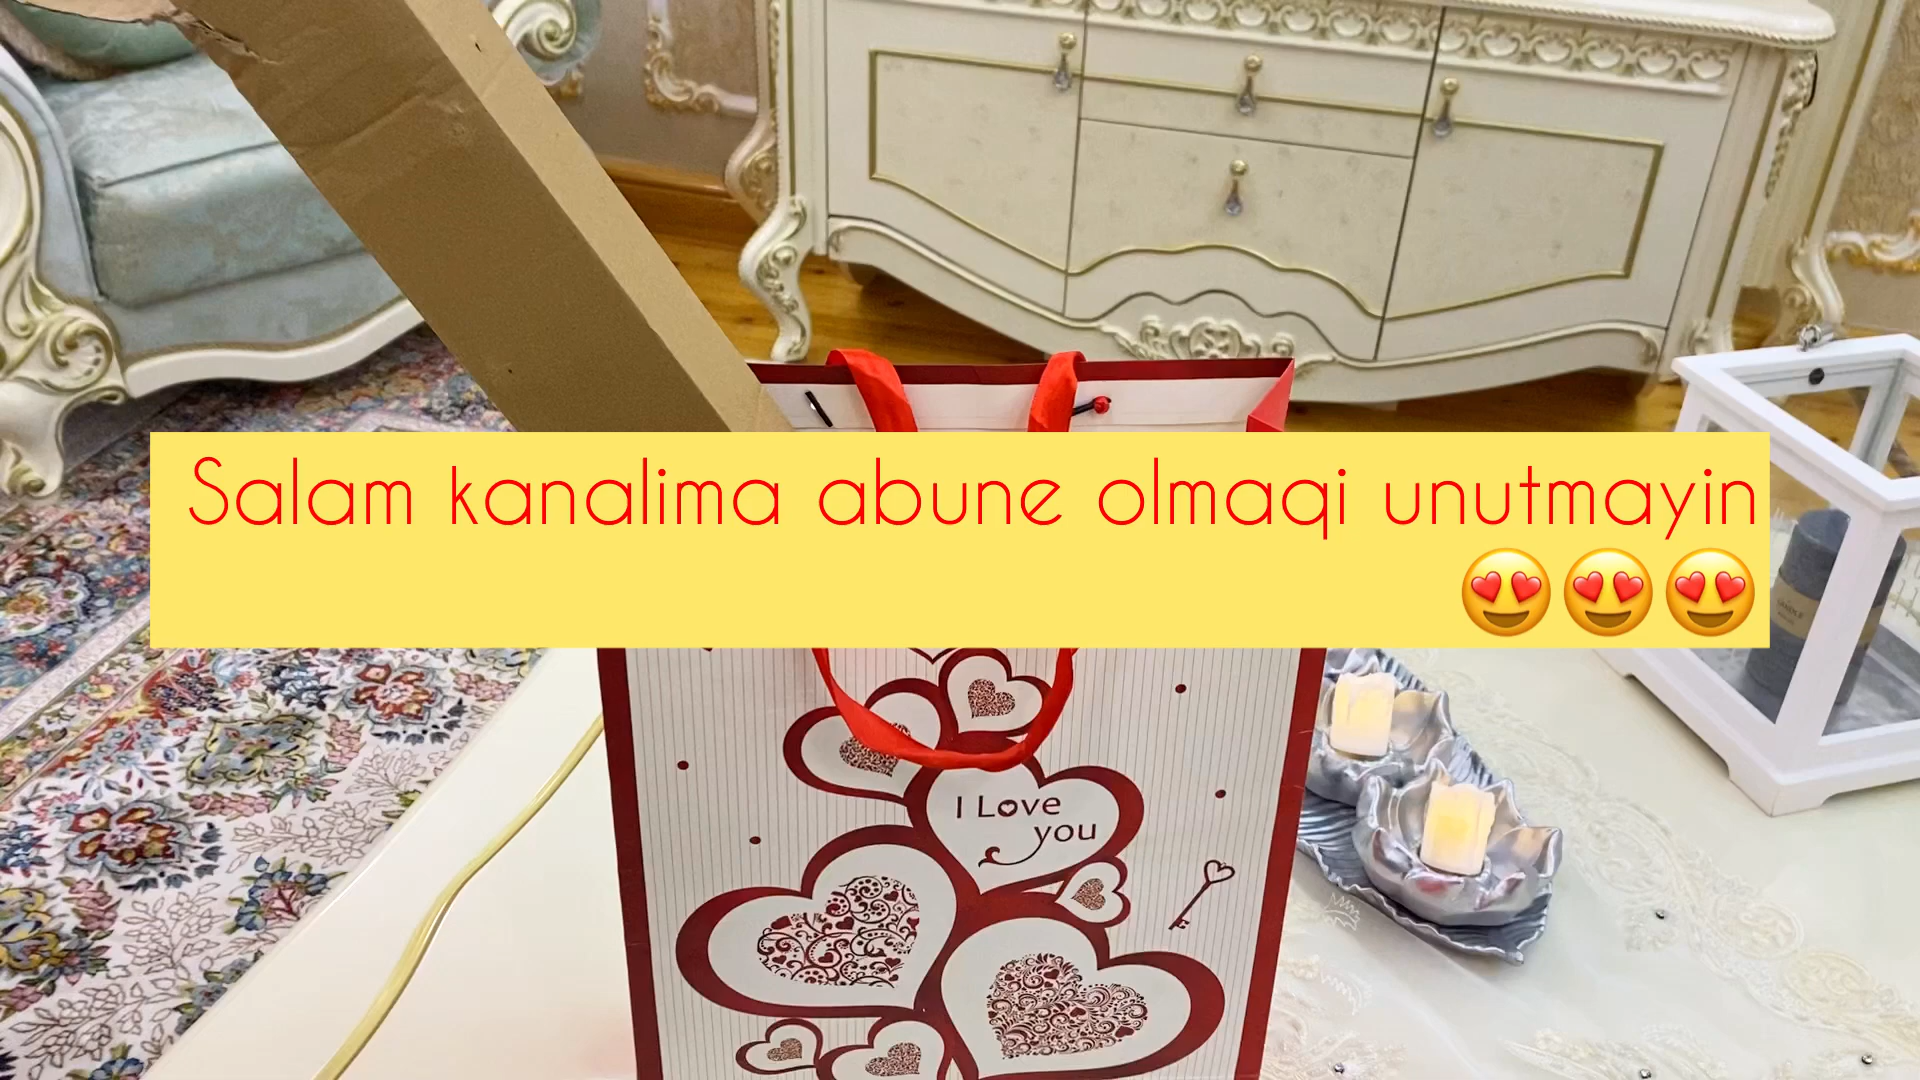 Salam kanalima abune olmaqi unutmayin
😍😍😍
I Love
you